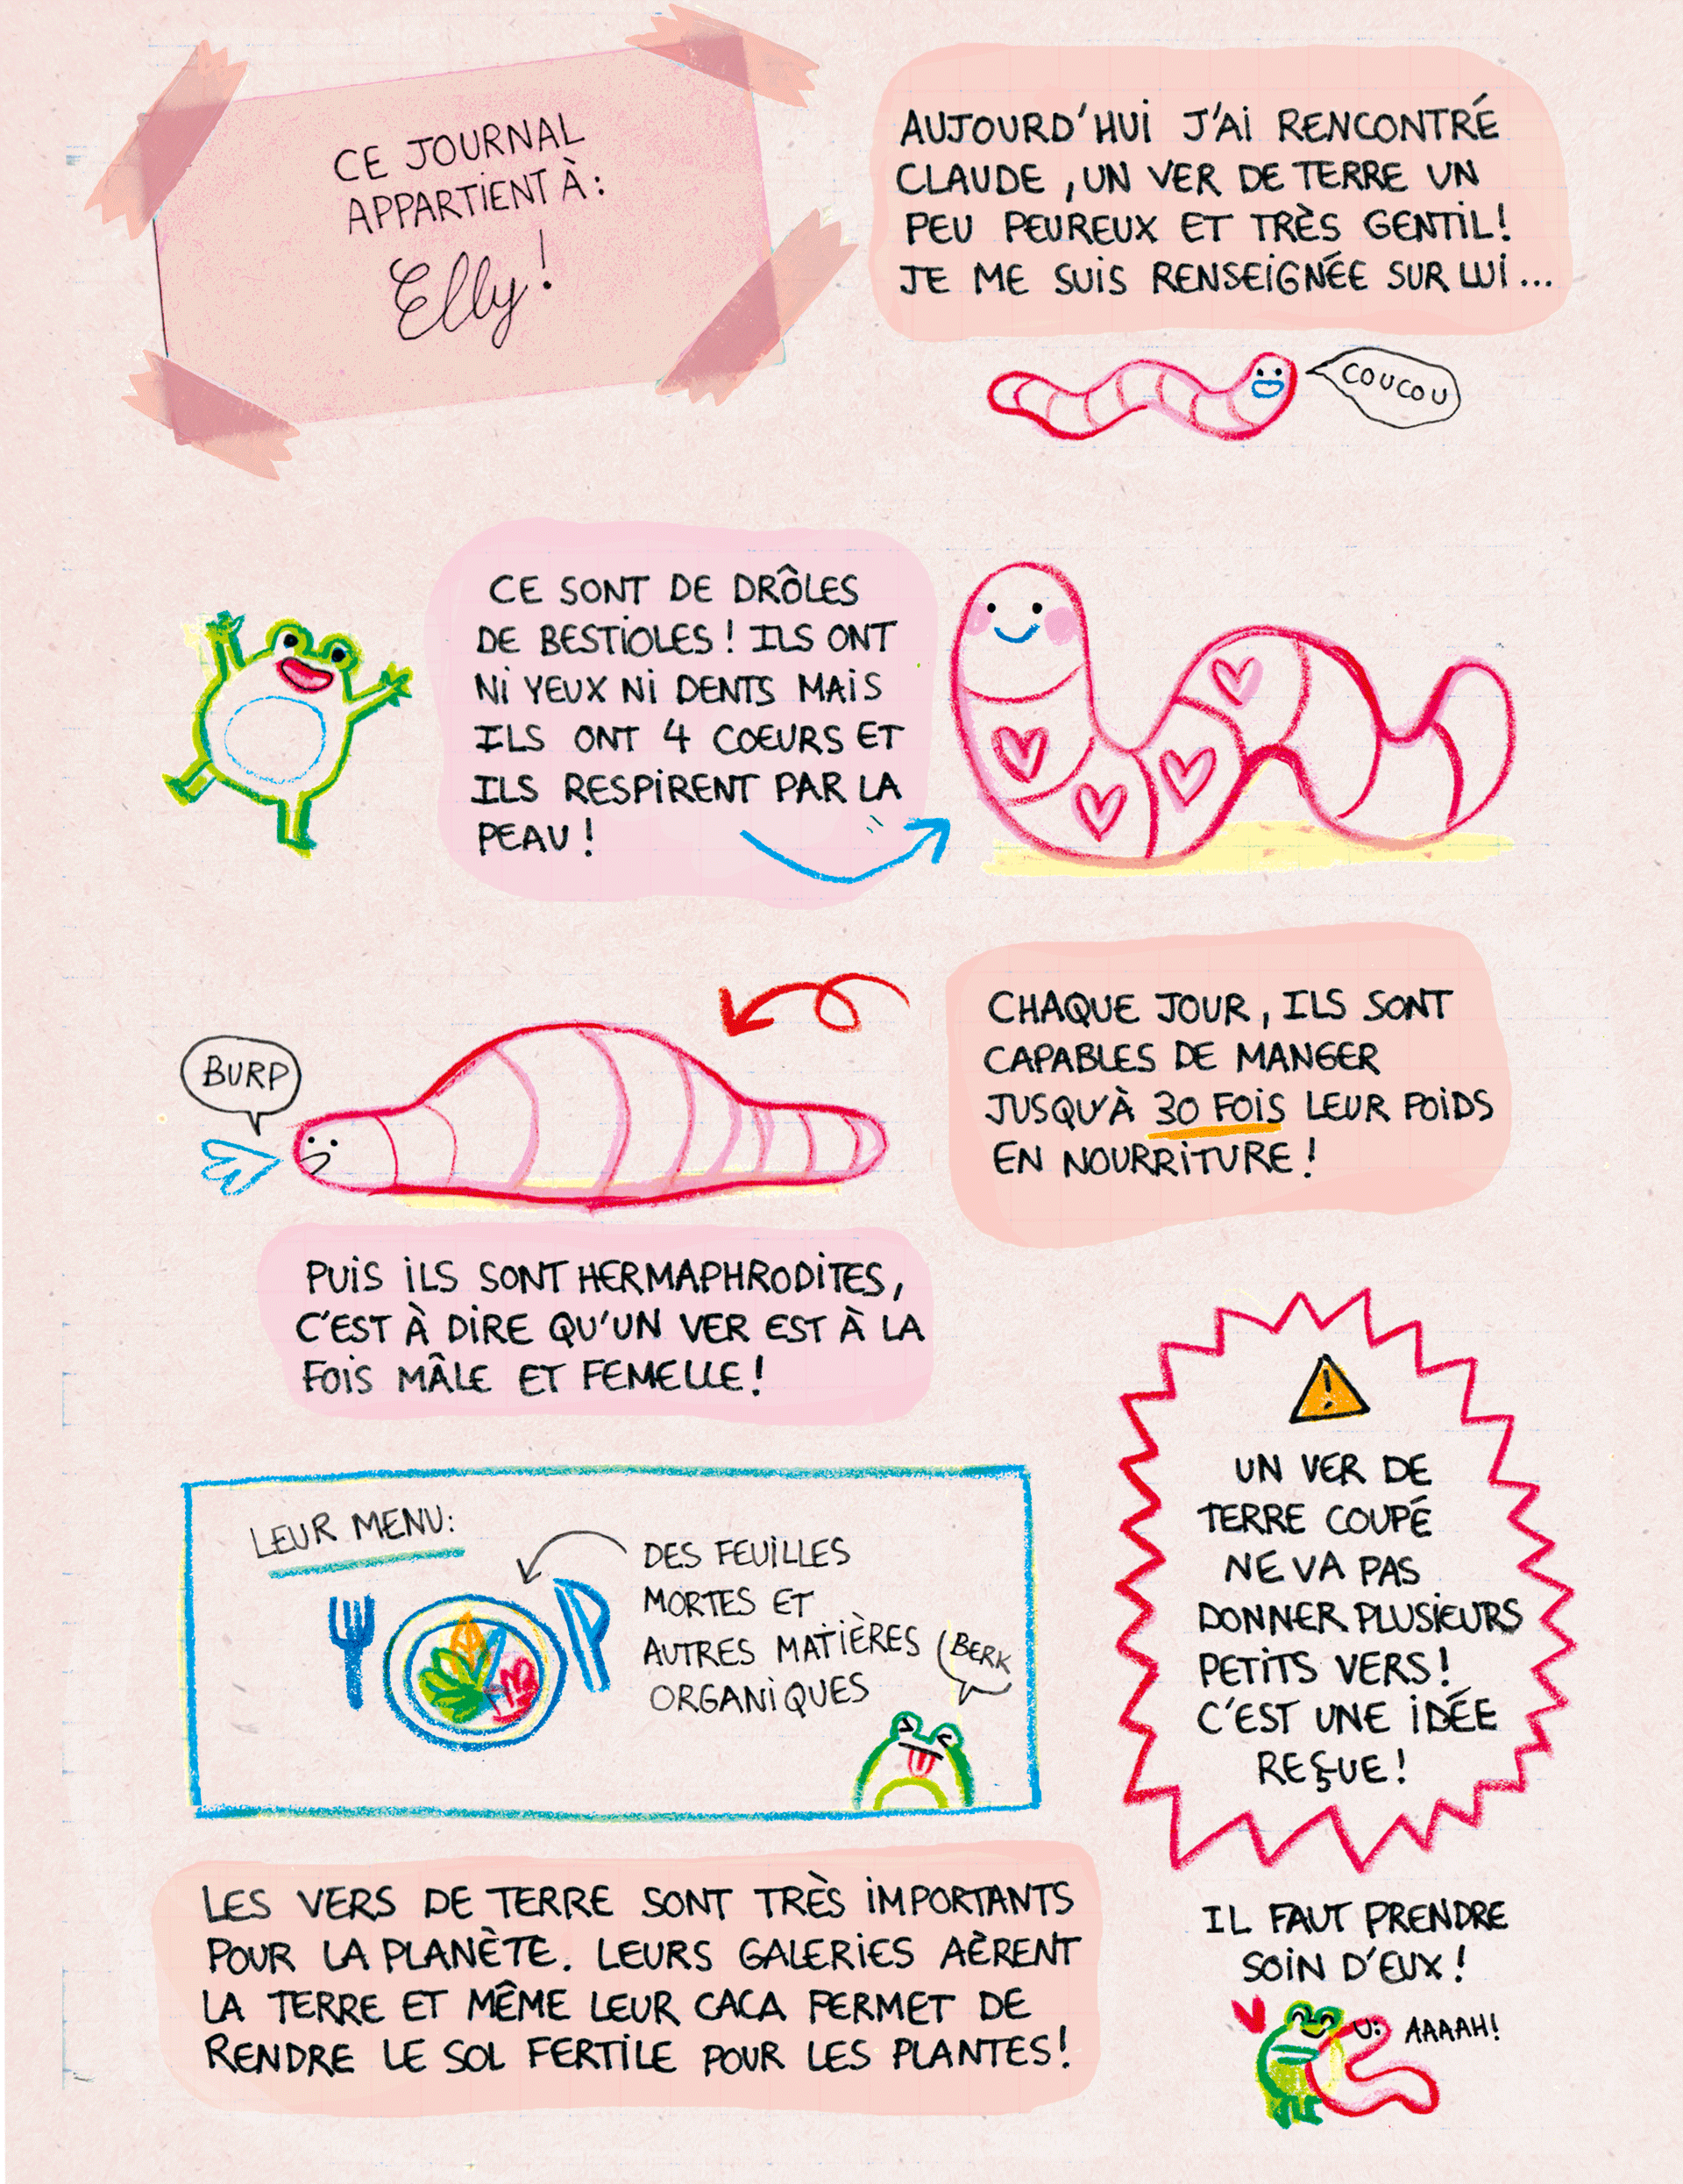 CE JOURNAL
APPARTIENT À :
Elly !
AUJOURD'HUI J'AI RENCONTRÉ
CLAUDE, UN VER DE TERRE UN
PEU PEUREUX ET TRÈS GENTIL !
JE ME SUIS RENSEIGNÉE SUR LUI...
COUCOU
CE SONT DE DRÔLES
DE BESTIOLES ! ILS ONT
NI YEUX NI DENTS MAIS
ILS ONT 4 COEURS ET
ILS RESPIRENT PAR LA
PEAU !
CHAQUE JOUR, ILS SONT
CAPABLES DE MANGER
JUSQU'À 30 FOIS LEUR POIDS
EN NOURRITURE !
BURP
PUIS ILS SONT HERMAPHRODITES,
C'EST À DIRE QU'UN VER EST À LA
FOIS MÂLE ET FEMELLE !
LEUR MENU :
DES FEUILLES
MORTES ET
AUTRES MATIÈRES
ORGANIQUES
BERK
!
UN VER DE
TERRE COUPÉ
NE VA PAS
DONNER PLUSIEURS
PETITS VERS !
C'EST UNE IDÉE
REÇUE !
LES VERS DE TERRE SONT TRÈS IMPORTANTS
POUR LA PLANÈTE. LEURS GALERIES AÈRENT
LA TERRE ET MÊME LEUR CACA PERMET DE
RENDRE LE SOL FERTILE POUR LES PLANTES !
IL FAUT PRENDRE
SOIN D'EUX !
AAAAH!